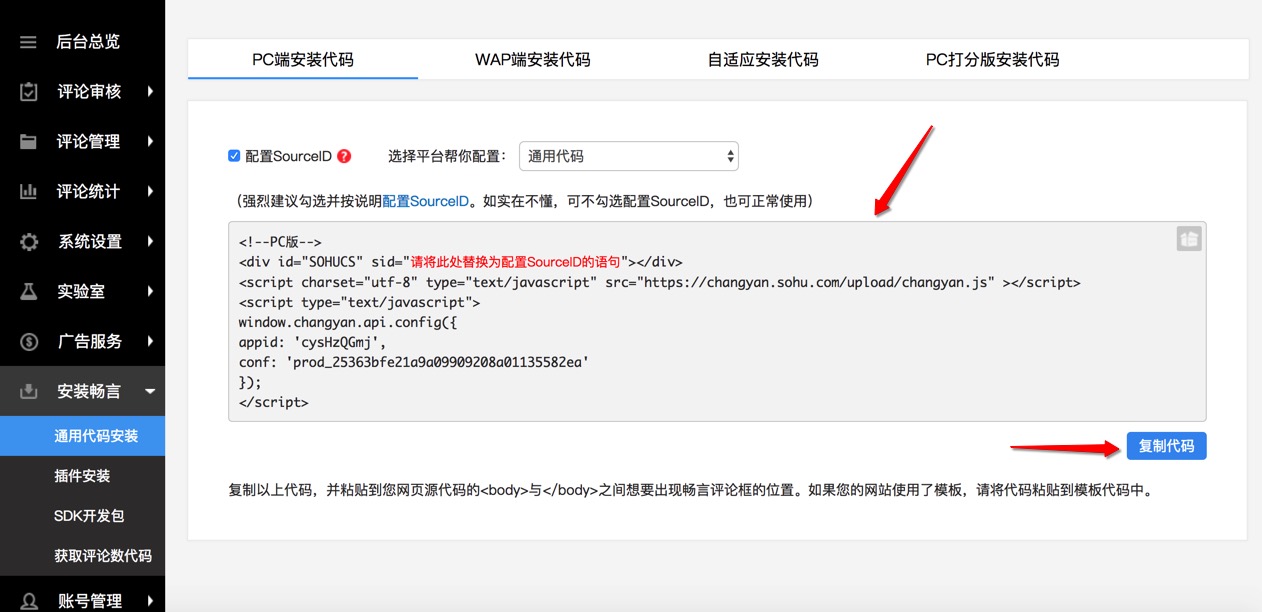 后台总览
评论审核
评论管理
评论统计
系统设置
实验室
广告服务
安装畅言
通用代码安装
插件安装
SDK开发包
获取评论数代码
账号管理
PC端安装代码 WAP端安装代码 自适应安装代码 PC打分版安装代码
配置SourceID ? 选择平台帮你配置： 通用代码
（强烈建议勾选并按说明配置SourceID。如实在不懂，可不勾选配置SourceID，也可正常使用）
<!--PC版-->
<div id="SOHUCS" sid="请将此处替换为配置SourceID的语句"></div>
<script charset="utf-8" type="text/javascript" src="https://changyan.sohu.com/upload/changyan.js" ></script>
<script type="text/javascript">
window.changyan.api.config({
appid: 'cysHzQGmj',
conf: 'prod_25363bfe21a9a09909208a01135582ea'
});
</script>
复制代码
复制以上代码，并粘贴到您网页源代码的<body>与</body>之间想要出现畅言评论框的位置。如果您的网站使用了模板，请将代码粘贴到模板代码中。